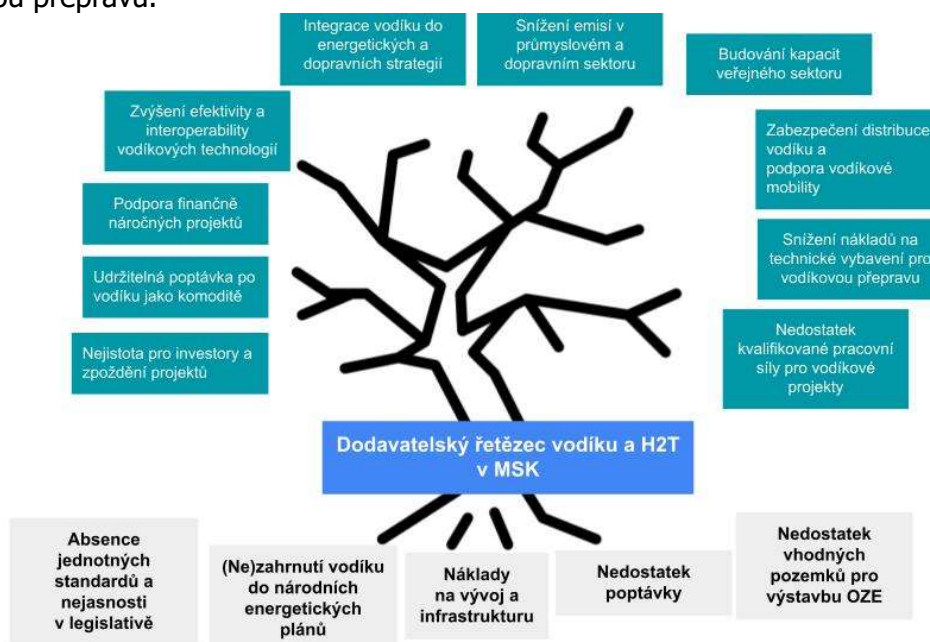 přepravu.
Integrace vodíku do
energetických a
dopravních strategií
Snížení emisí v
průmyslovém a
dopravním sektoru
Budování kapacit
veřejného sektoru
Zvýšení efektivity a
interoperability
vodíkových technologií
Zabezpečení distribuce
vodíku a
podpora vodíkové
mobility
Podpora finančně
náročných projektů
Snížení nákladů na
technické vybavení pro
vodíkovou přepravu
Udržitelná poptávka po
vodíku jako komoditě
Nejistota pro investory a
zpoždění projektů
Nedostatek
kvalifikované pracovní
síly pro vodíkové
projekty
Dodavatelský řetězec vodíku a H2T
v MSK
Absence
jednotných
standardů a
nejasnosti
v legislativě
(Ne)zahrnutí vodíku
do národních
energetických
plánů
Náklady
na vývoj a
infrastrukturu
Nedostatek
poptávky
Nedostatek
vhodných
pozemků pro
výstavbu OZE